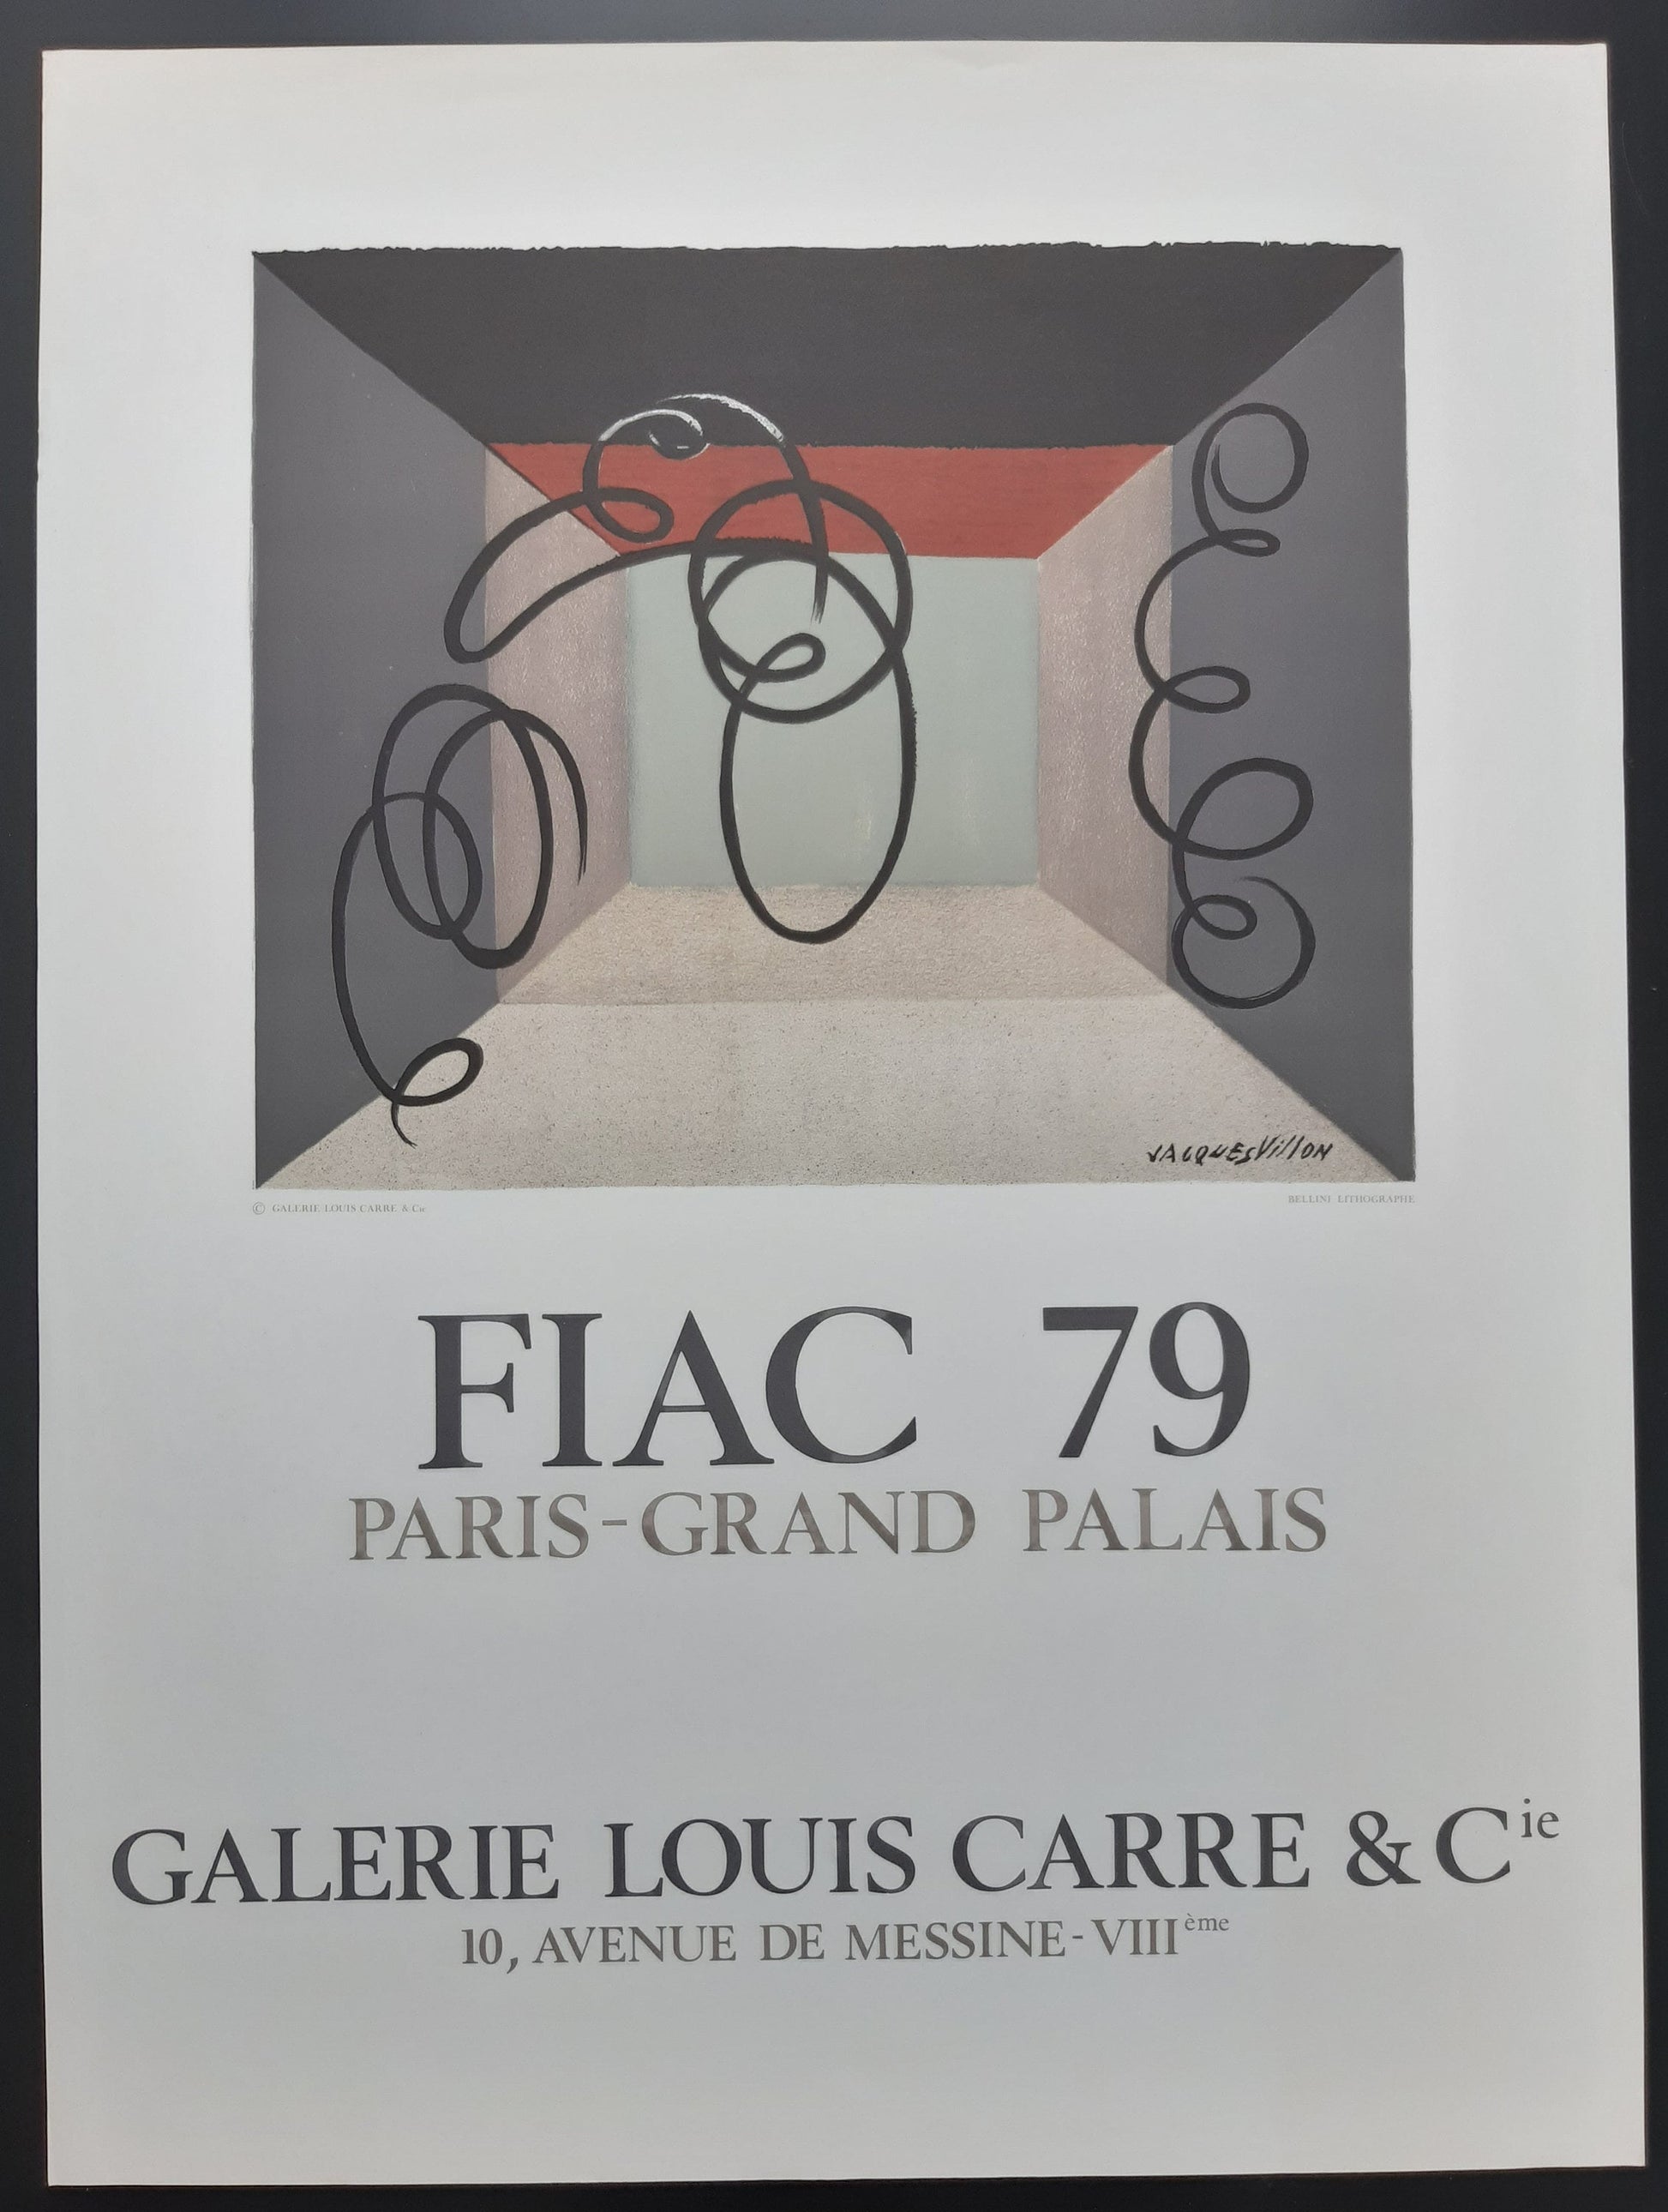 JACQUES Villon
© GALERIE LOUIS CARRE & Cie
BELLINI LITHOGRAPHE
FIAC 79
PARIS-GRAND PALAIS
GALERIE LOUIS CARRE & Cie
10, AVENUE DE MESSINE-VIIIème